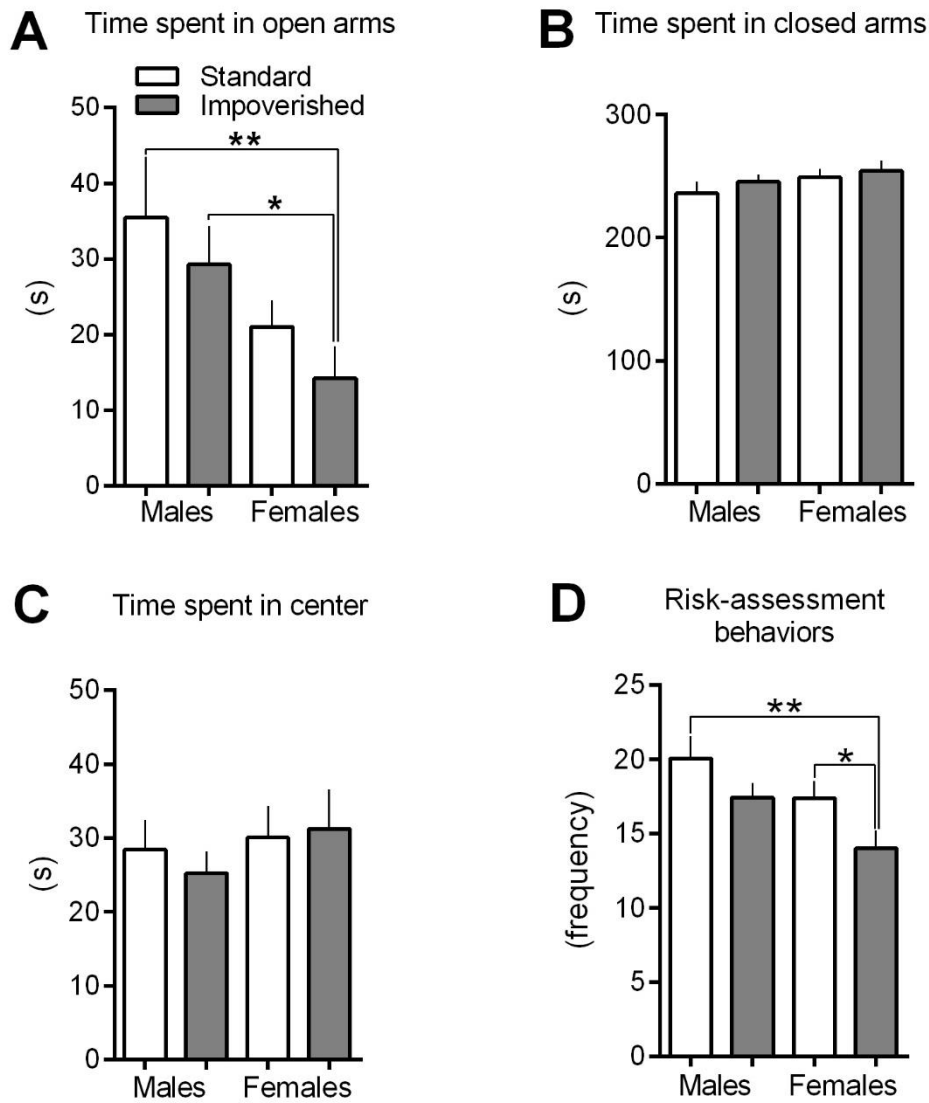 A Time spent in open arms
Standard
Impoverished
50
40
30
20
10
0
(s)
**
*
Males Females
B Time spent in closed arms
300
200
100
0
(s)
Males Females
C Time spent in center
50
40
30
20
10
0
(s)
Males Females
D Risk-assessment
behaviors
25
20
15
10
5
0
(frequency)
**
*
Males Females